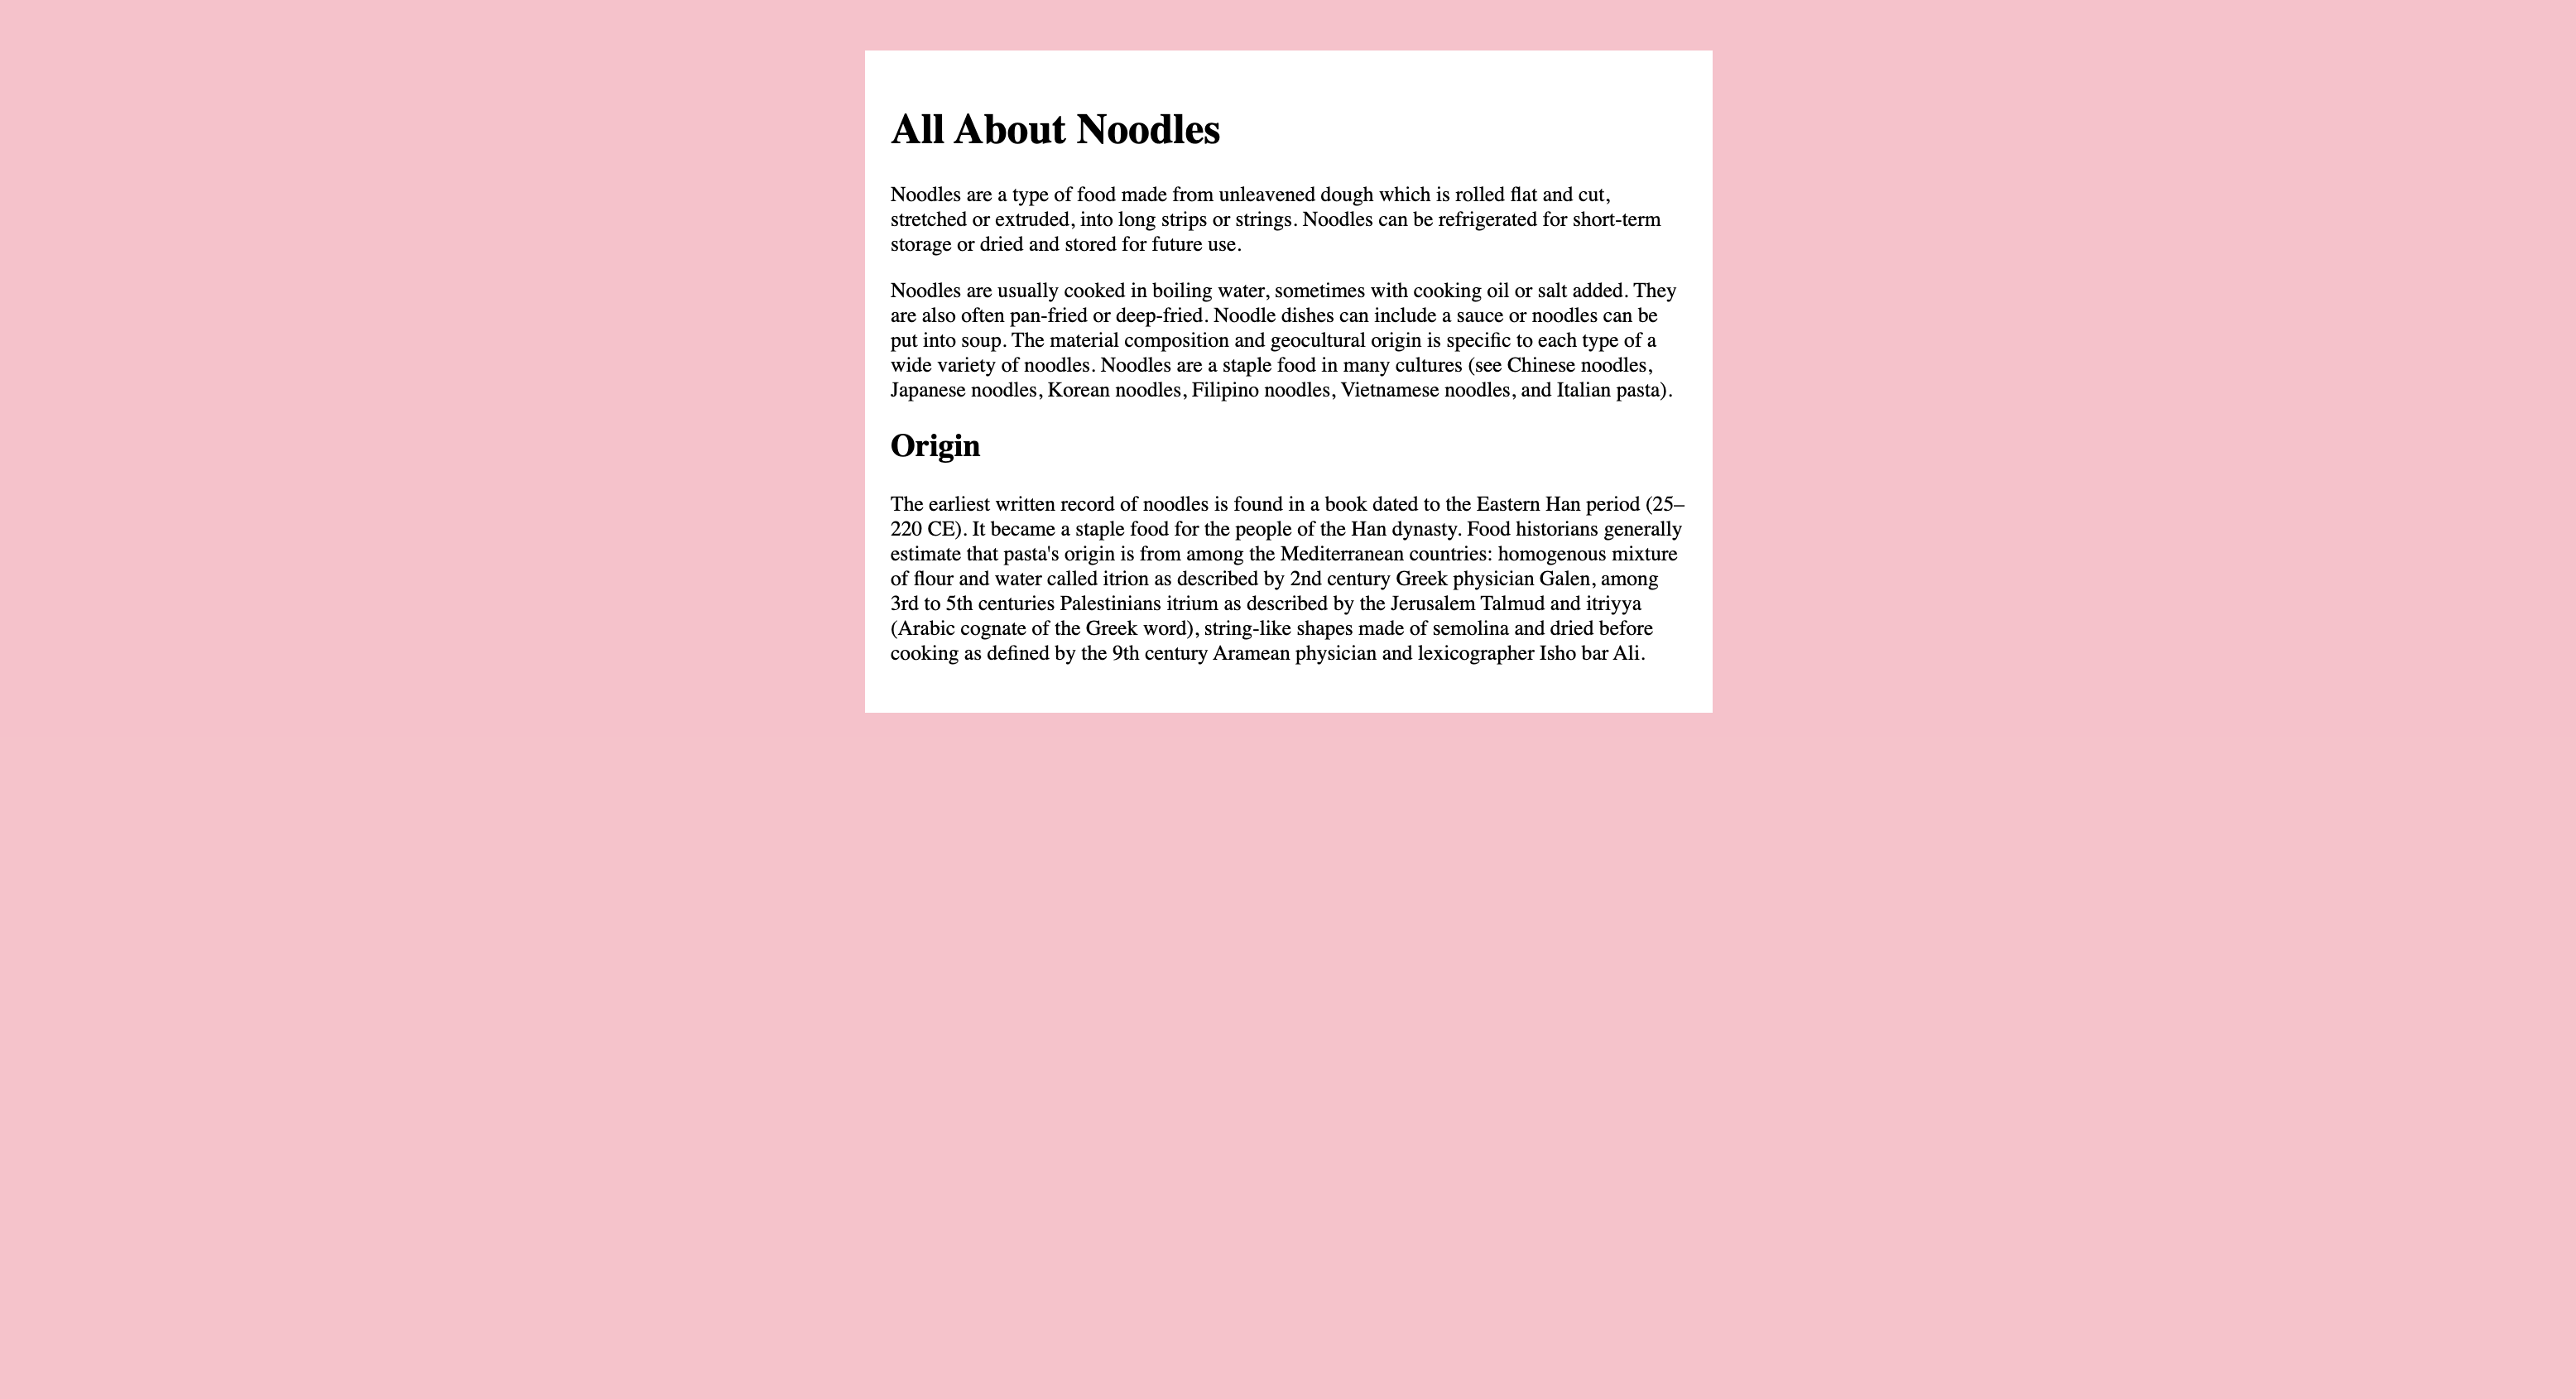 All About Noodles
Noodles are a type of food made from unleavened dough which is rolled flat and cut,
stretched or extruded, into long strips or strings. Noodles can be refrigerated for short-term
storage or dried and stored for future use.
Noodles are usually cooked in boiling water, sometimes with cooking oil or salt added. They
are also often pan-fried or deep-fried. Noodle dishes can include a sauce or noodles can be
put into soup. The material composition and geocultural origin is specific to each type of a
wide variety of noodles. Noodles are a staple food in many cultures (see Chinese noodles,
Japanese noodles, Korean noodles, Filipino noodles, Vietnamese noodles, and Italian pasta).
Origin
The earliest written record of noodles is found in a book dated to the Eastern Han period (25–
220 CE). It became a staple food for the people of the Han dynasty. Food historians generally
estimate that pasta's origin is from among the Mediterranean countries: homogenous mixture
of flour and water called itrion as described by 2nd century Greek physician Galen, among
3rd to 5th centuries Palestinians itrium as described by the Jerusalem Talmud and itriyya
(Arabic cognate of the Greek word), string-like shapes made of semolina and dried before
cooking as defined by the 9th century Aramean physician and lexicographer Isho bar Ali.